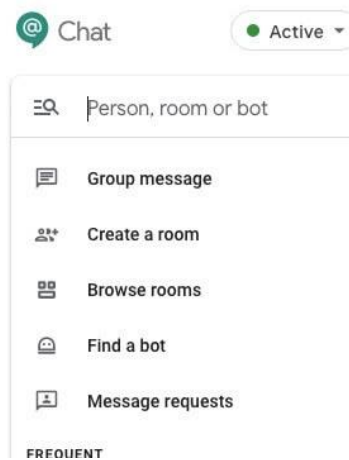 Chat
Active
Person, room or bot
Group message
Create a room
Browse rooms
Find a bot
Message requests
FREQUENT